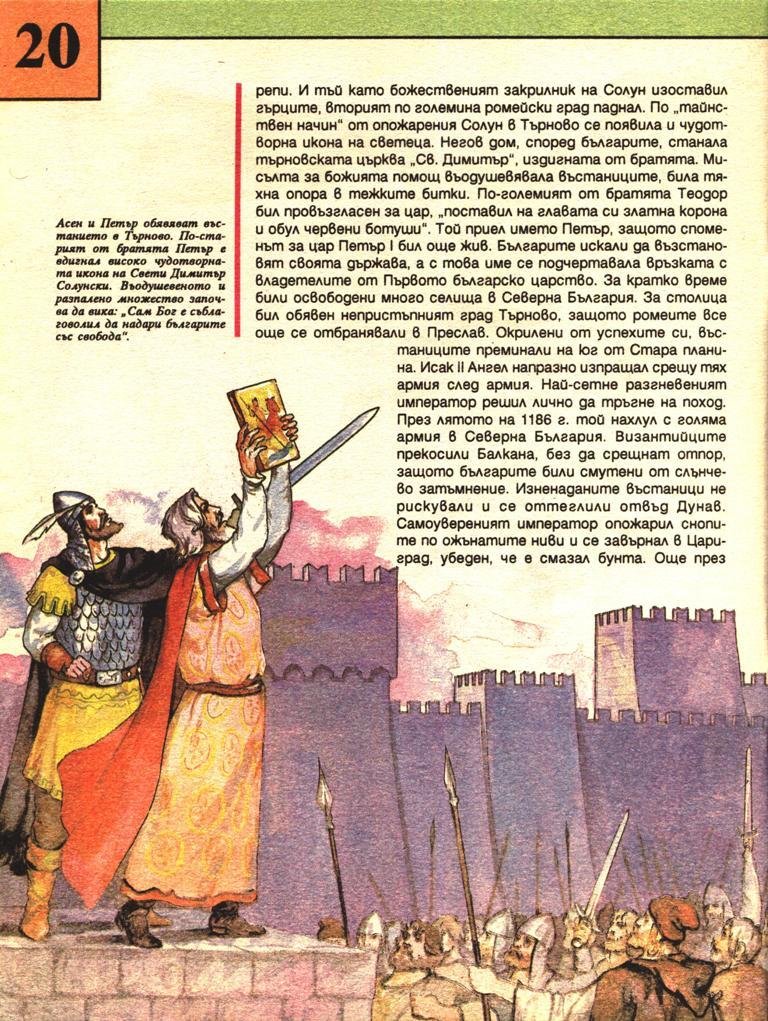 20
репи. И тъй като божественият закрилник на Солун изоставил
гърците, вторият по големина ромейски град паднал. По „тайнс-
твен начин“ от опожарения Солун в Търново се появила и чудот-
ворна икона на светеца. Негов дом, според българите, станала
търновската църква „Св. Димитър“, издигната от братята. Ми-
сълта за божията помощ въодушевявала въстаниците, била тя-
хна опора в тежките битки. По-големият от братята Теодор
бил провъзгласен за цар, „поставил на главата си златна корона
и обул червени ботуши“. Той приел името Петър, защото споме-
нът за цар Петър I бил още жив. Българите искали да възстано-
вят своята държава, а с това име се подчертавала връзката с
владетелите от Първото българско царство. За кратко време
били освободени много селища в Северна България. За столица
бил обявен непристъпният град Търново, защото ромеите все
още се отбранявали в Преслав. Окрилени от успехите си, въс-
таниците преминали на юг от Стара плани-
на. Исак II Ангел напразно изпращал срещу тях
армия след армия. Най-сетне разгневеният
император решил лично да тръгне на поход.
През лятото на 1186 г. той нахлул с голяма
армия в Северна България. Византийците
прекосили Балкана, без да срещнат отпор,
защото българите били смутени от слънче-
во затъмнение. Изненаданите въстаници не
рискували и се оттеглили отвъд Дунав.
Самоувереният император опожарил снопи-
те по ожънатите ниви и се завърнал в Цари-
град, убеден, че е смазал бунта. Още през
Асен и Петър обявяват въс-
танието в Търново. По-ста-
рият от братята Петър е
вдигнал високо чудотворна-
та икона на Свети Димитър
Солунски. Въодушевеното и
разпалено множество започ-
ва да вика: „Сам Бог е събла-
говолил да надари българите
със свобода“.